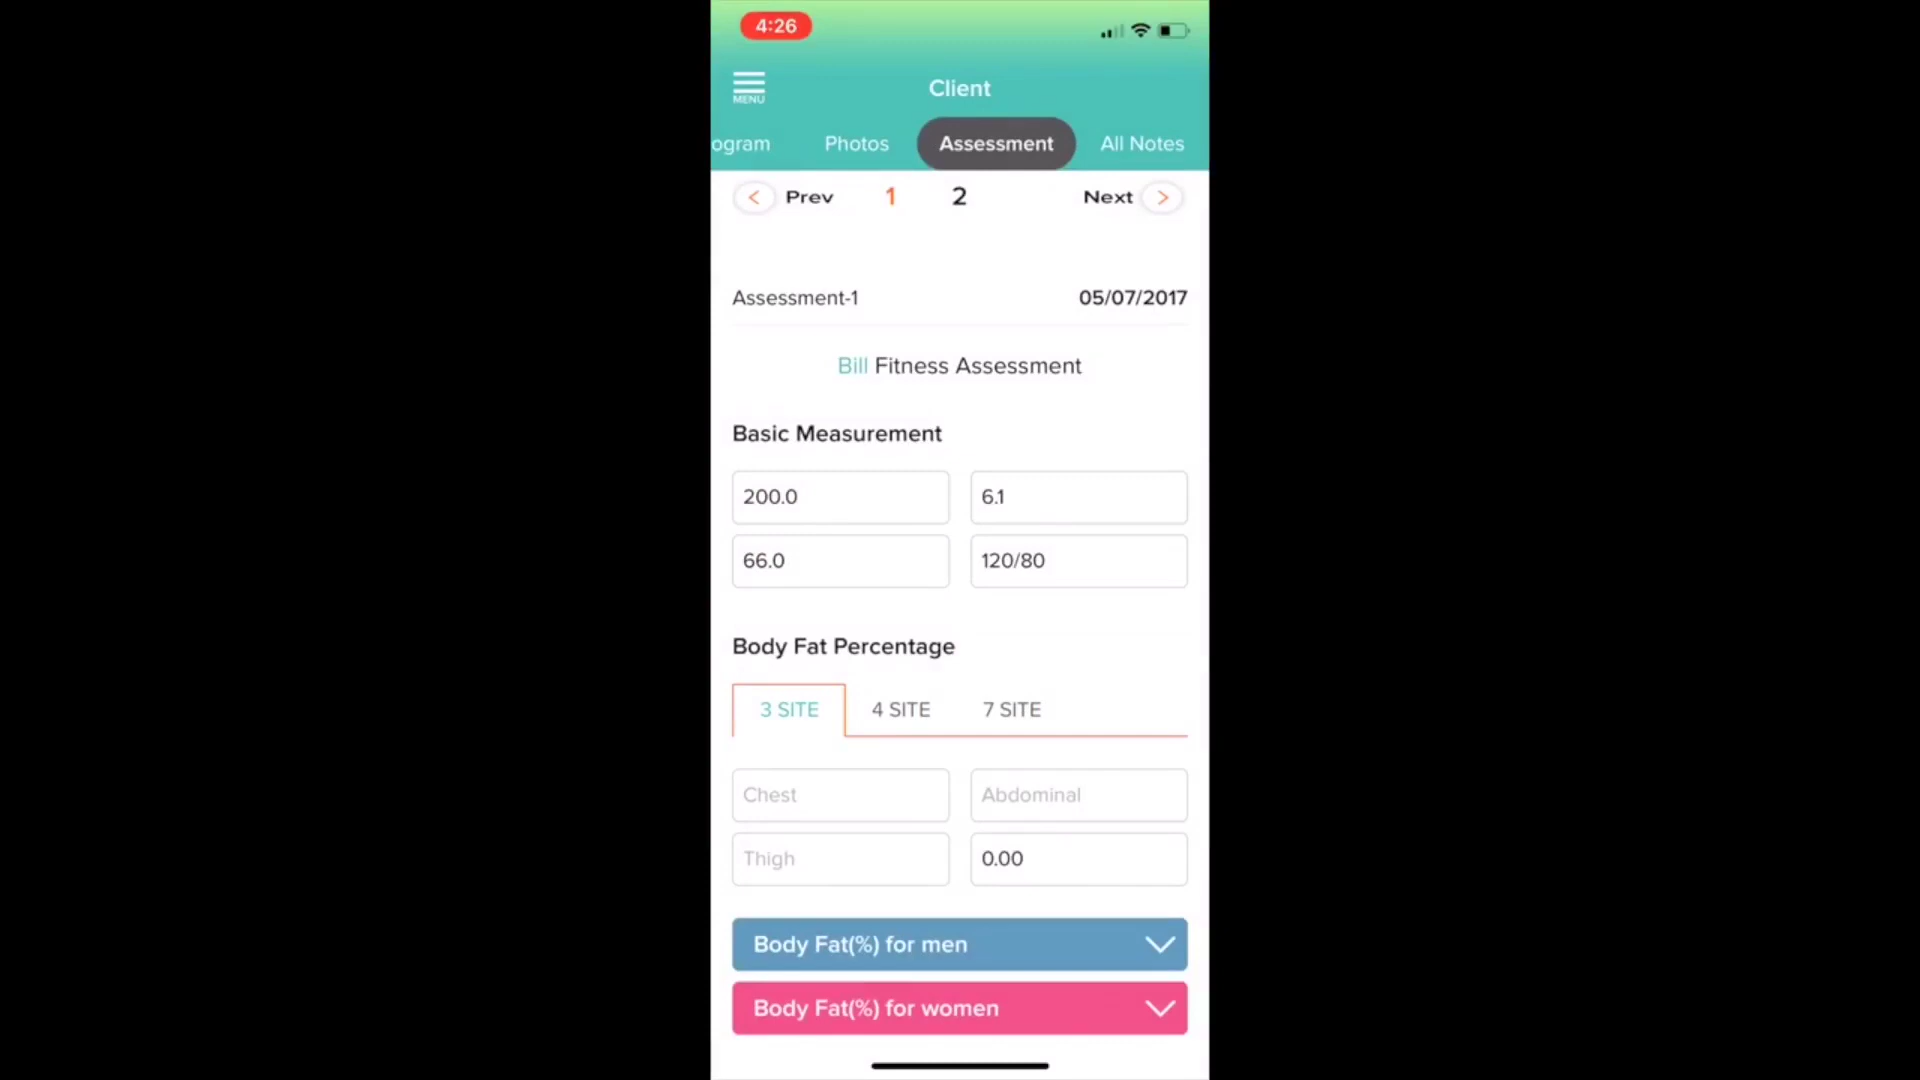 4:26
MENU
Client
ogram Photos Assessment All Notes
Prev 1 2 Next
Assessment-1 05/07/2017
Bill Fitness Assessment
Basic Measurement
200.0 6.1
66.0 120/80
Body Fat Percentage
3 SITE 4 SITE 7 SITE
Chest Abdominal
Thigh 0.00
Body Fat(%) for men
Body Fat(%) for women